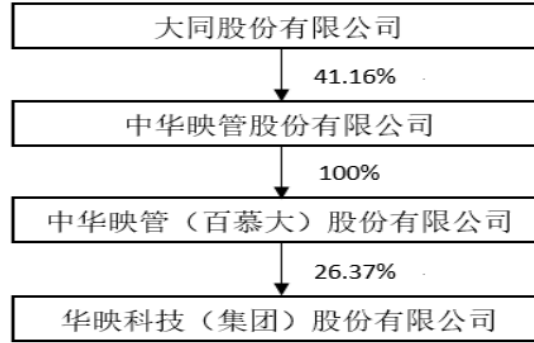 大同股份有限公司
41.16%
中华映管股份有限公司
100%
中华映管（百慕大）股份有限公司
26.37%
华映科技（集团）股份有限公司